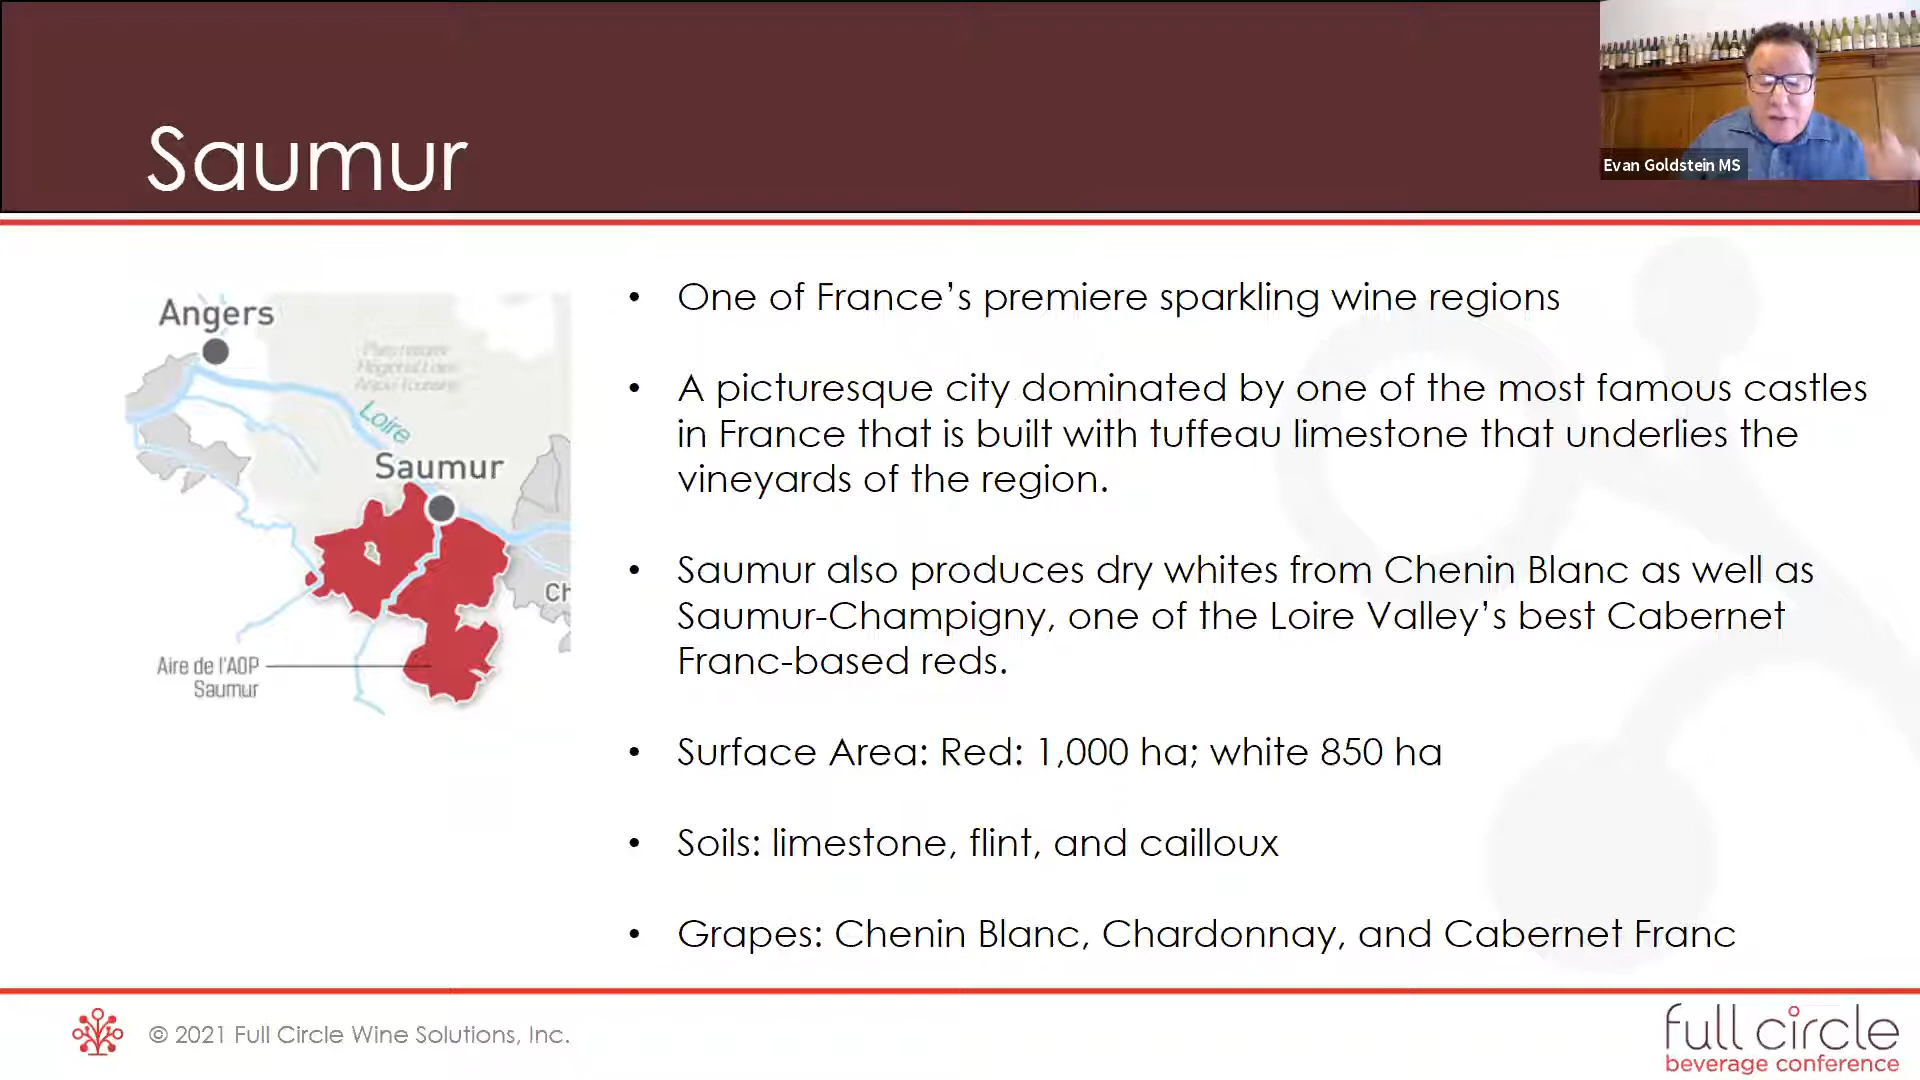 Saumur
Evan Goldstein MS
Angers
Loire
Saumur
Ch
Aire de l'AOP
Saumur
• One of France's premiere sparkling wine regions
• A picturesque city dominated by one of the most famous castles
in France that is built with tuffeau limestone that underlies the
vineyards of the region.
• Saumur also produces dry whites from Chenin Blanc as well as
Saumur-Champigny, one of the Loire Valley's best Cabernet
Franc-based reds.
• Surface Area: Red: 1,000 ha; white 850 ha
• Soils: limestone, flint, and cailloux
• Grapes: Chenin Blanc, Chardonnay, and Cabernet Franc
© 2021 Full Circle Wine Solutions, Inc.
full circle
beverage conference